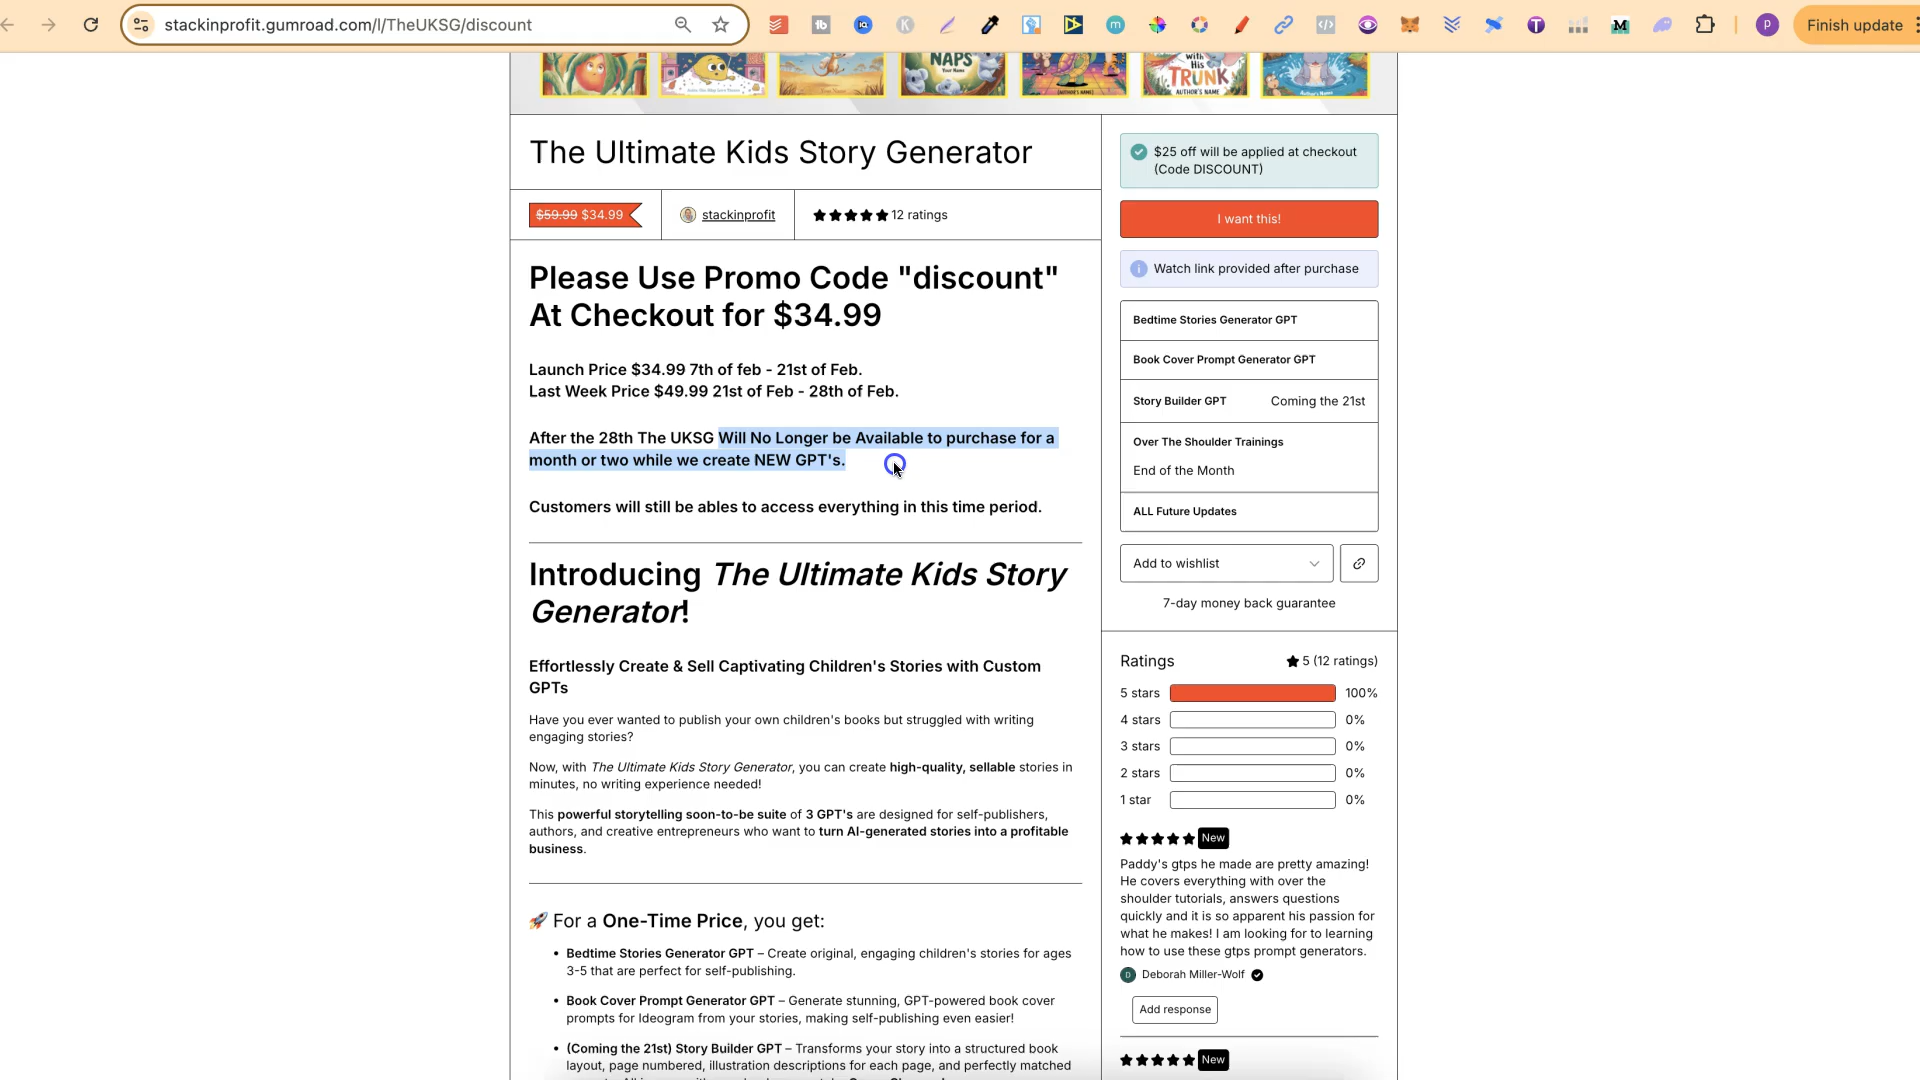 stackinprofit.gumroad.com/l/TheUKSG/discount
Finish update
NAPS
Your Name
[AUTHOR'S NAME]
with His
TRUNK
AUTHOR'S NAME
Author's Name
The Ultimate Kids Story Generator
$59.99 $34.99
stackinprofit
12 ratings
Please Use Promo Code "discount"
At Checkout for $34.99
Launch Price $34.99 7th of feb - 21st of Feb.
Last Week Price $49.99 21st of Feb - 28th of Feb.
After the 28th The UKSG Will No Longer be Available to purchase for a
month or two while we create NEW GPT's.
Customers will still be ables to access everything in this time period.
Introducing The Ultimate Kids Story
Generator!
Effortlessly Create & Sell Captivating Children's Stories with Custom
GPTs
Have you ever wanted to publish your own children's books but struggled with writing
engaging stories?
Now, with The Ultimate Kids Story Generator, you can create high-quality, sellable stories in
minutes, no writing experience needed!
This powerful storytelling soon-to-be suite of 3 GPT's are designed for self-publishers,
authors, and creative entrepreneurs who want to turn AI-generated stories into a profitable
business.
🚀 For a One-Time Price, you get:
• Bedtime Stories Generator GPT – Create original, engaging children's stories for ages
3-5 that are perfect for self-publishing.
• Book Cover Prompt Generator GPT – Generate stunning, GPT-powered book cover
prompts for Ideogram from your stories, making self-publishing even easier!
• (Coming the 21st) Story Builder GPT – Transforms your story into a structured book
layout, page numbered, illustration descriptions for each page, and perfectly matched
$25 off will be applied at checkout
(Code DISCOUNT)
I want this!
Watch link provided after purchase
Bedtime Stories Generator GPT
Book Cover Prompt Generator GPT
Story Builder GPT Coming the 21st
Over The Shoulder Trainings
End of the Month
ALL Future Updates
Add to wishlist
7-day money back guarantee
Ratings
5 (12 ratings)
5 stars 100%
4 stars 0%
3 stars 0%
2 stars 0%
1 star 0%
New
Paddy's gtps he made are pretty amazing!
He covers everything with over the
shoulder tutorials, answers questions
quickly and it is so apparent his passion for
what he makes! I am looking for to learning
how to use these gtps prompt generators.
D Deborah Miller-Wolf
Add response
New